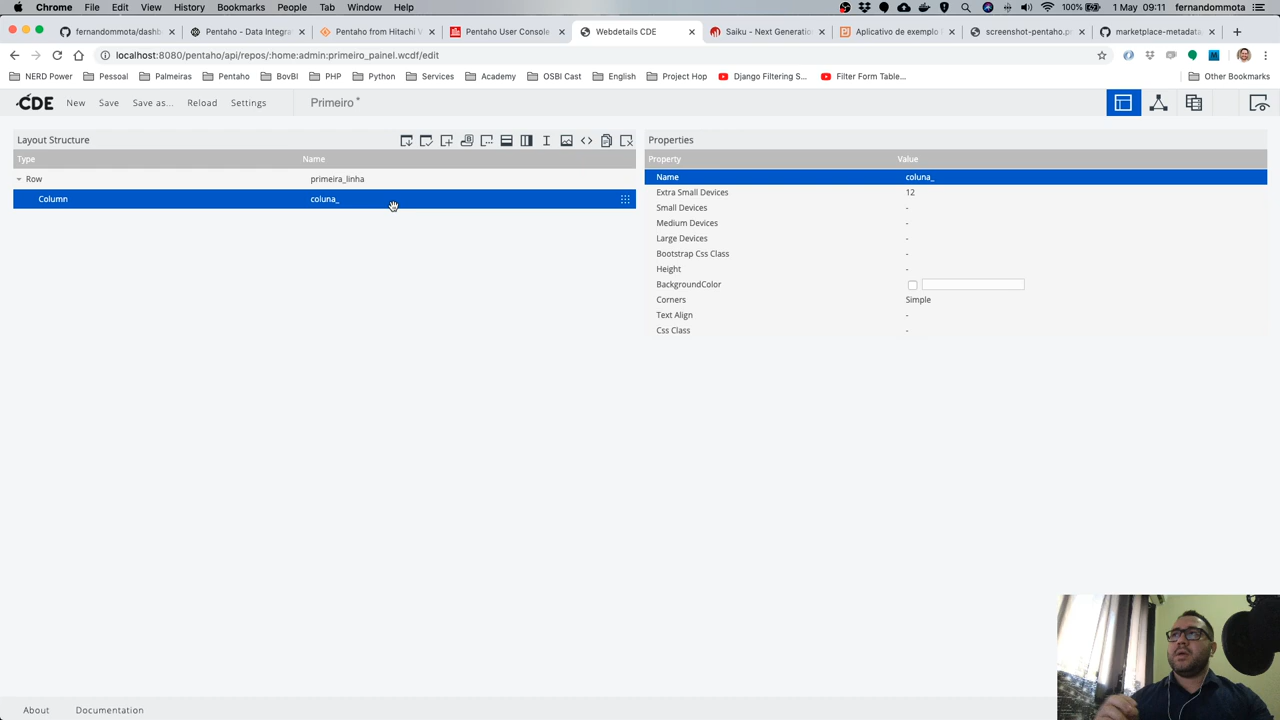 Chrome File Edit View History Bookmarks People Tab Window Help 100% 1 May 09:11 fernandommota
fernandommota/dashb Pentaho - Data Integra Pentaho from Hitachi V Pentaho User Console Webdetails CDE Saiku - Next Generatio Aplicativo de exemplo screenshot-pentaho.p marketplace-metadata
localhost:8080/pentaho/api/repos/:home:admin:primeiro_painel.wcdf/edit
NERD Power Pessoal Palmeiras Pentaho BovBI PHP Python Services Academy OSBI Cast English Project Hop Django Filtering S... Filter Form Table... Other Bookmarks
CDE New Save Save as... Reload Settings Primeiro *
Layout Structure
Type Name
Row primeira_linha
Column coluna_
Properties
Property Value
Name coluna_
Extra Small Devices 12
Small Devices -
Medium Devices -
Large Devices -
Bootstrap Css Class -
Height -
BackgroundColor
Corners Simple
Text Align -
Css Class -
About Documentation